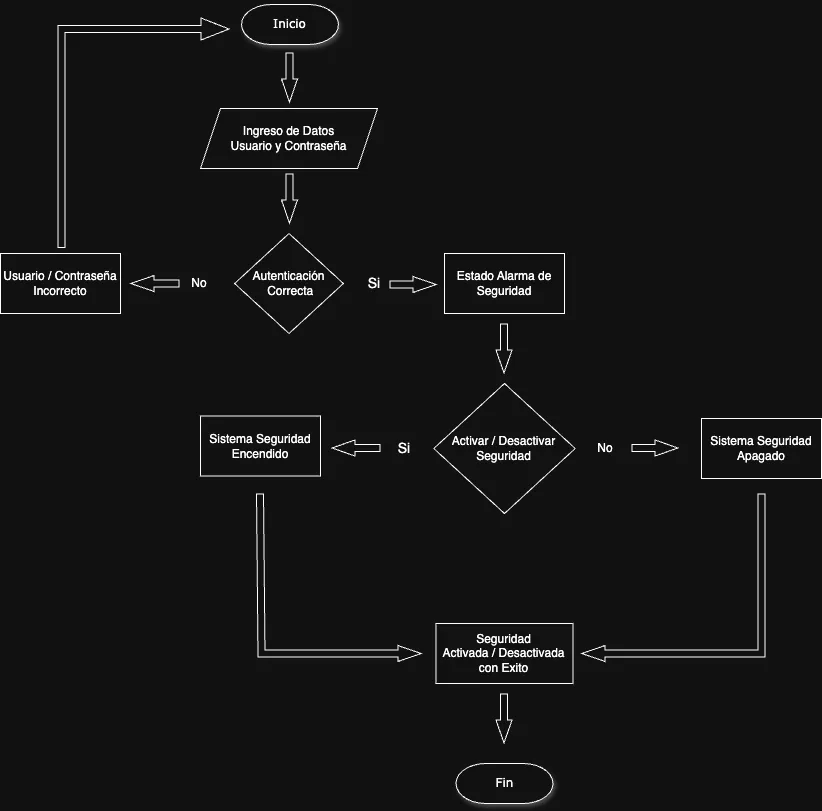 Inicio
Ingreso de Datos
Usuario y Contraseña
Usuario / Contraseña
Incorrecto
No
Autenticación
Correcta
Si
Estado Alarma de
Seguridad
Sistema Seguridad
Encendido
Si
Activar / Desactivar
Seguridad
No
Sistema Seguridad
Apagado
Seguridad
Activada / Desactivada
con Exito
Fin